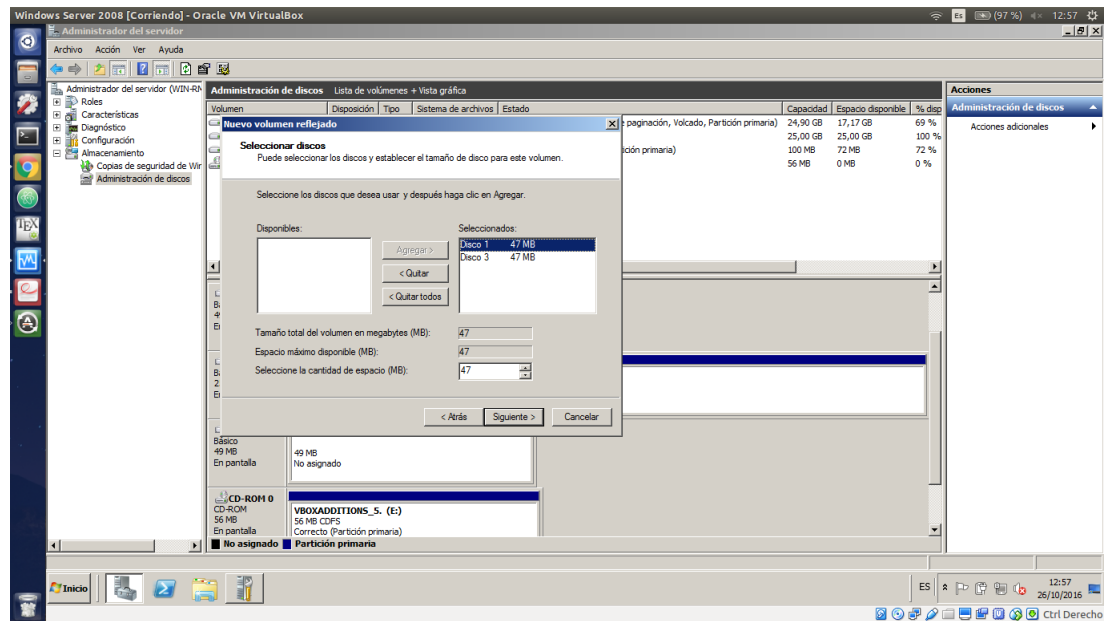 Windows Server 2008 [Corriendo] - Oracle VM VirtualBox
Es (97 %) 12:57
Administrador del servidor
Archivo Acción Ver Ayuda
Administrador del servidor (WIN-RN
Roles
Características
Diagnóstico
Configuración
Almacenamiento
Copias de seguridad de Wir
Administración de discos
Administración de discos Lista de volúmenes + Vista gráfica
Volumen Disposición Tipo Sistema de archivos Estado Capacidad Espacio disponible % disp
paginación, Volcado, Partición primaria) 24,90 GB 17,17 GB 69 %
25,00 GB 25,00 GB 100 %
ición primaria) 100 MB 72 MB 72 %
56 MB 0 MB 0 %
Nuevo volumen reflejado
Seleccionar discos
Puede seleccionar los discos y establecer el tamaño de disco para este volumen.
Seleccione los discos que desea usar y después haga clic en Agregar.
Disponibles:
Seleccionados:
Agregar >
< Quitar
< Quitar todos
Disco 1 47 MB
Disco 3 47 MB
Tamaño total del volumen en megabytes (MB): 47
Espacio máximo disponible (MB): 47
Seleccione la cantidad de espacio (MB): 47
< Atrás Siguiente > Cancelar
Básico
49 MB
En pantalla
49 MB
No asignado
CD-ROM 0
CD-ROM
56 MB
En pantalla
VBOXADDITIONS_5. (E:)
56 MB CDFS
Correcto (Partición primaria)
No asignado Partición primaria
Acciones
Administración de discos
Acciones adicionales
TEX
Inicio
ES
12:57
26/10/2016
Ctrl Derecho